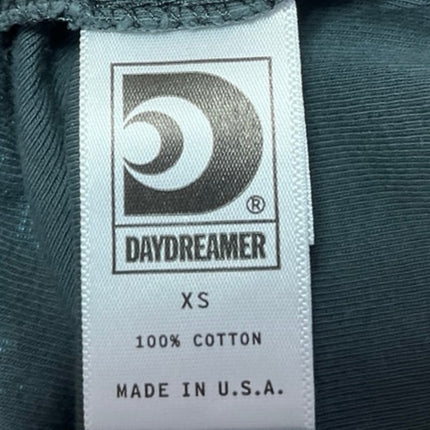 ®
DAYDREAMER
XS
100% COTTON
MADE IN U.S.A.